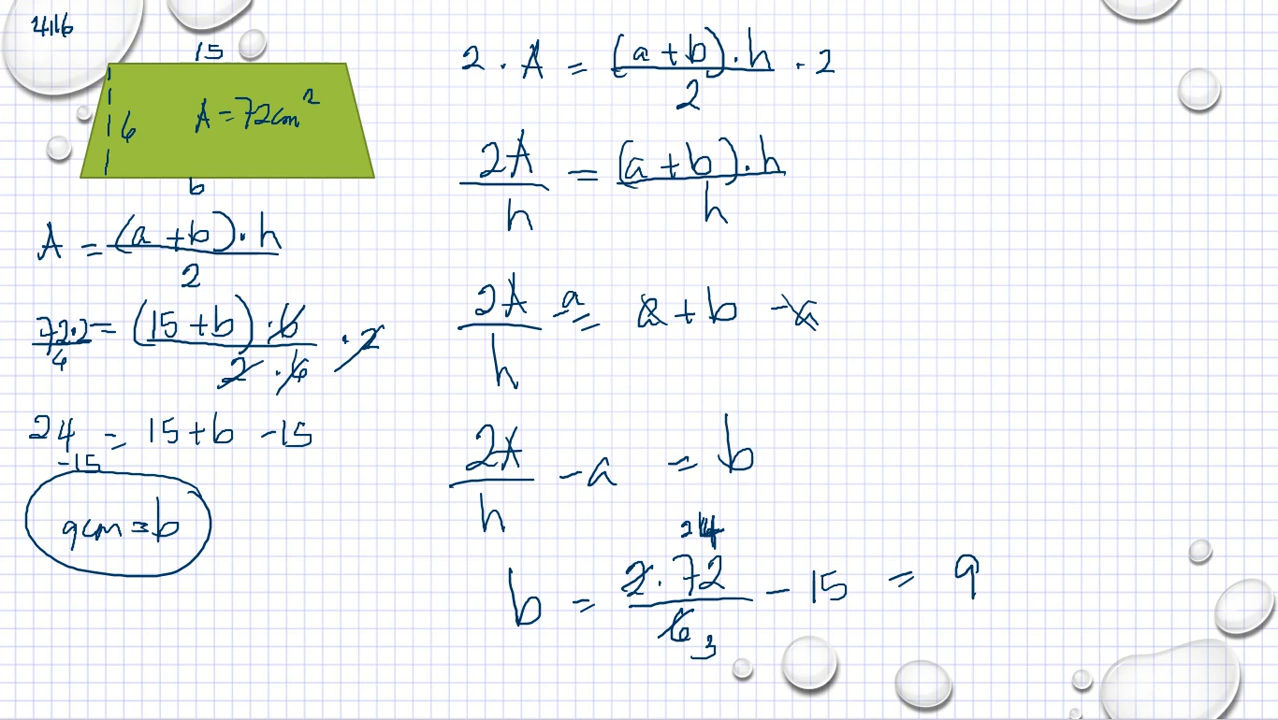 4116
15
6
A = 72cm²
b
A = (a + b) · h / 2
72·2 / 6 = (15 + b) · 6 / 2 · 6 · 2
24 - 15 = 15 + b - 15
9cm = b
2 · A = (a + b) · h / 2 · 2
2A / h = (a + b) · h / h
2A / h - a = a + b - a
2A / h - a = b
24
b = 2 · 72 / 6 - 15 = 9
3